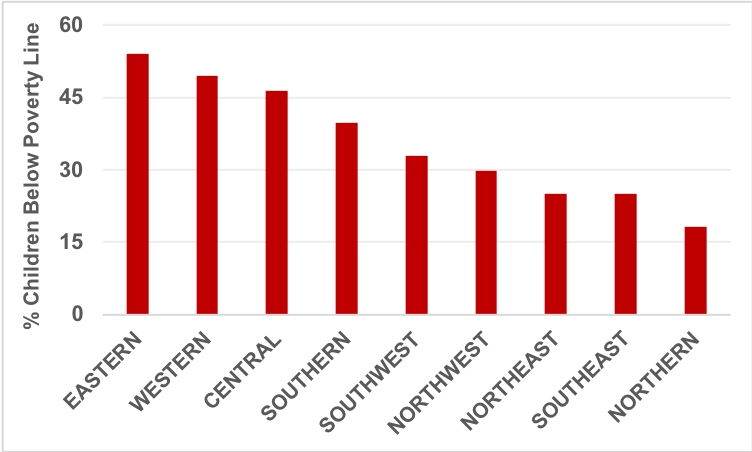 % Children Below Poverty Line
60
45
30
15
0
EASTERN
WESTERN
CENTRAL
SOUTHERN
SOUTHWEST
NORTHWEST
NORTHEAST
SOUTHEAST
NORTHERN